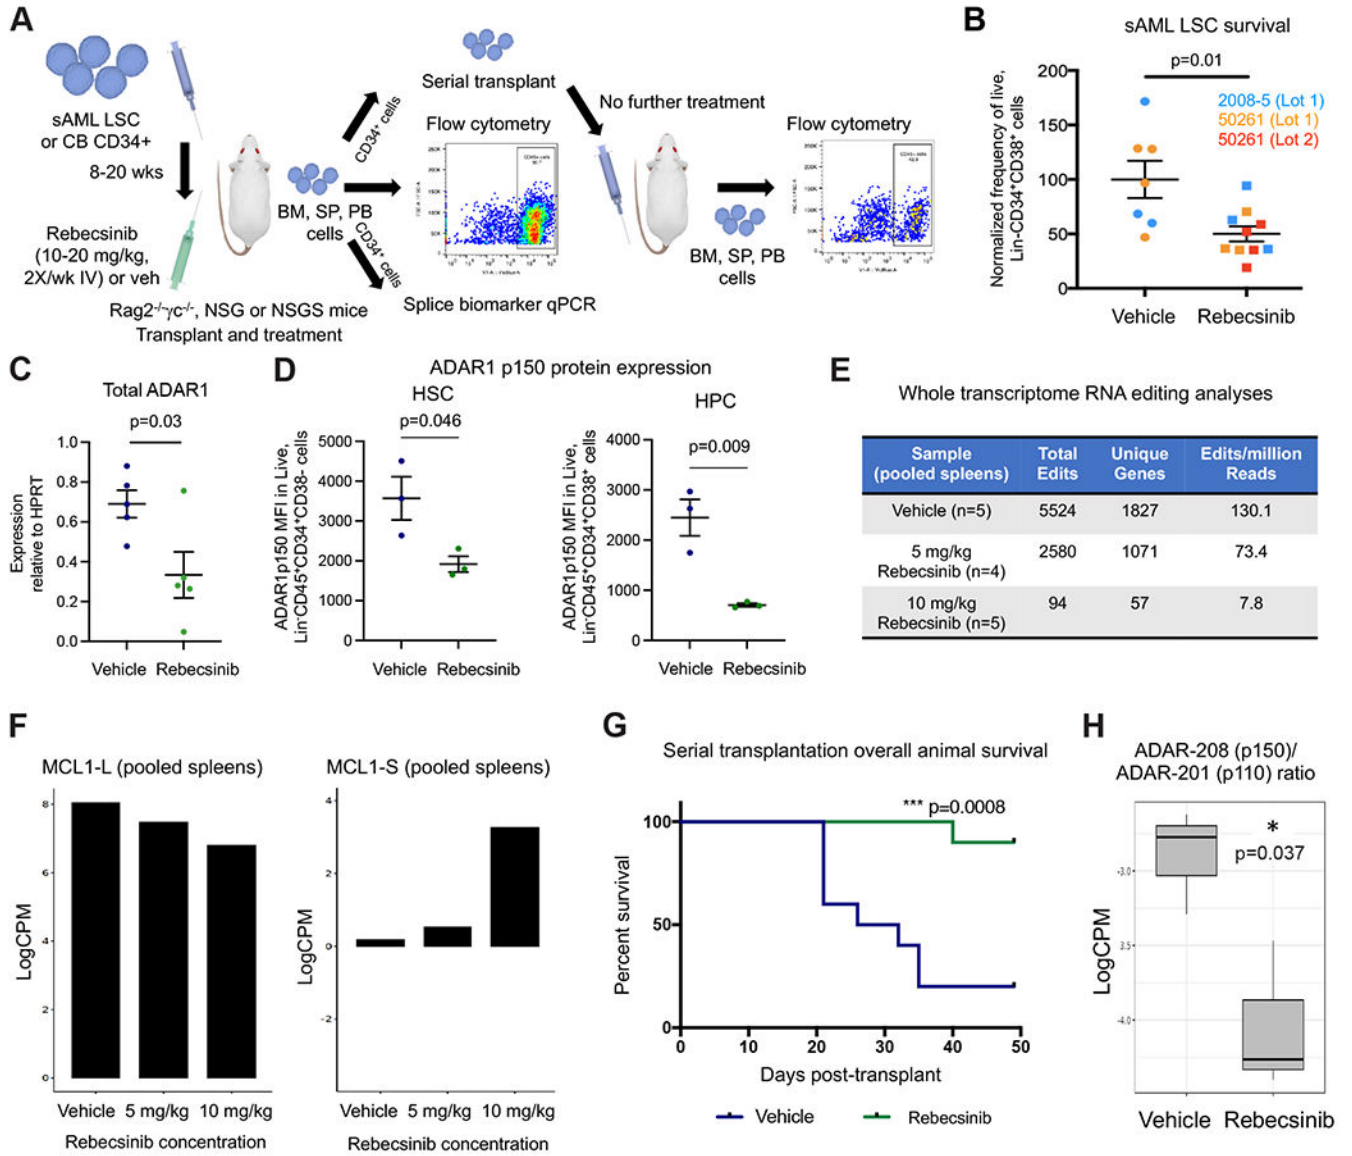 A
sAML LSC
or CB CD34+
8-20 wks
Rebecsinib
(10-20 mg/kg,
2X/wk IV) or veh
Rag2-/-γc-/-, NSG or NSGS mice
Transplant and treatment
BM, SP, PB
cells
CD34+ cells
CD34+ cells
Serial transplant
Flow cytometry
Splice biomarker qPCR
No further treatment
BM, SP, PB
cells
Flow cytometry
B
sAML LSC survival
p=0.01
2008-5 (Lot 1)
50261 (Lot 1)
50261 (Lot 2)
Normalized frequency of live,
Lin-CD34+CD38+ cells
200
150
100
50
0
Vehicle
Rebecsinib
C
Total ADAR1
p=0.03
Expression
relative to HPRT
1.0
0.8
0.6
0.4
0.2
0.0
Vehicle
Rebecsinib
D
ADAR1 p150 protein expression
HSC
p=0.046
ADAR1p150 MFI in Live,
Lin-CD45+CD34+CD38- cells
5000
4000
3000
2000
1000
0
Vehicle
Rebecsinib
HPC
p=0.009
ADAR1p150 MFI in Live,
Lin-CD45+CD34+CD38+ cells
4000
3000
2000
1000
0
Vehicle
Rebecsinib
E
Whole transcriptome RNA editing analyses
Sample Total Unique Edits/million
(pooled spleens) Edits Genes Reads
Vehicle (n=5) 5524 1827 130.1
5 mg/kg 2580 1071 73.4
Rebecsinib (n=4)
10 mg/kg 94 57 7.8
Rebecsinib (n=5)
F
MCL1-L (pooled spleens)
LogCPM
8
6
4
2
0
Vehicle 5 mg/kg 10 mg/kg
Rebecsinib concentration
MCL1-S (pooled spleens)
LogCPM
4
2
0
-2
Vehicle 5 mg/kg 10 mg/kg
Rebecsinib concentration
G
Serial transplantation overall animal survival
*** p=0.0008
Percent survival
100
50
0
0 10 20 30 40 50
Days post-transplant
Vehicle
Rebecsinib
H
ADAR-208 (p150)/
ADAR-201 (p110) ratio
*
p=0.037
LogCPM
-3.0
-3.5
-4.0
Vehicle Rebecsinib